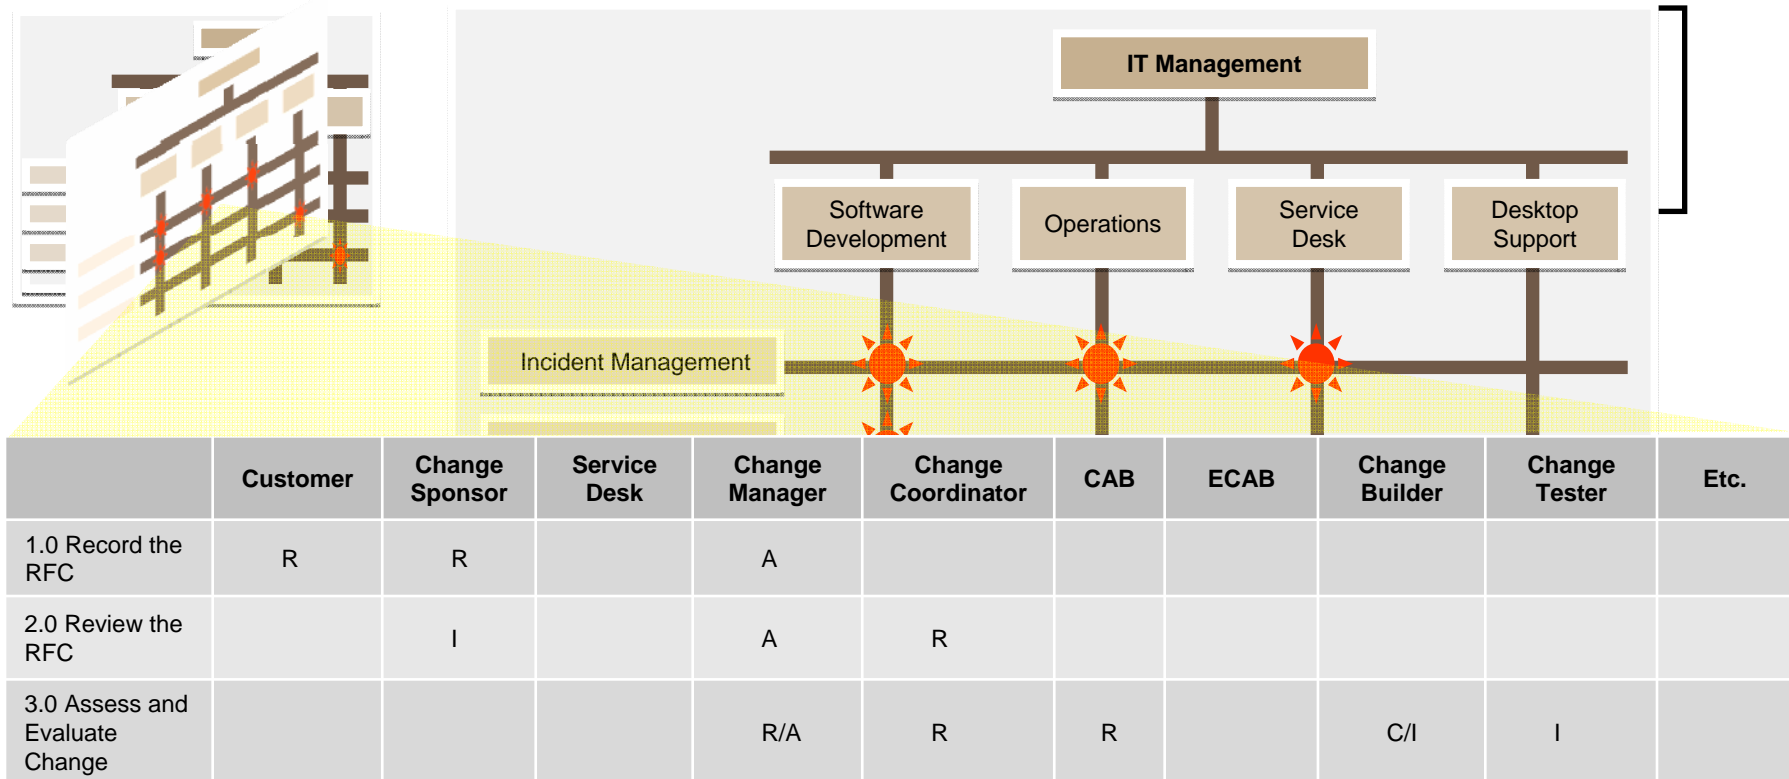 IT Management
Software
Development
Operations
Service
Desk
Desktop
Support
Incident Management
Customer
Change
Sponsor
Service
Desk
Change
Manager
Change
Coordinator
CAB
ECAB
Change
Builder
Change
Tester
Etc.
1.0 Record the
RFC
R
R
A
2.0 Review the
RFC
I
A
R
3.0 Assess and
Evaluate
Change
R/A
R
R
C/I
I